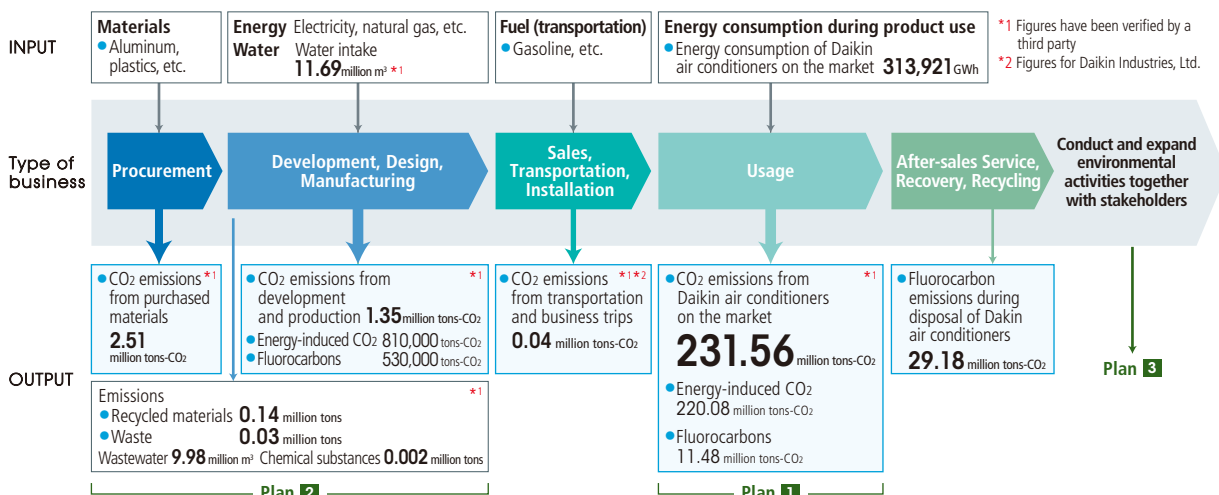 INPUT
Materials
Aluminum,
plastics, etc.
Energy Electricity, natural gas, etc.
Water Water intake
11.69 million m³ *1
Fuel (transportation)
Gasoline, etc.
Energy consumption during product use
Energy consumption of Daikin
air conditioners on the market 313,921 GWh
*1 Figures have been verified by a
third party
*2 Figures for Daikin Industries, Ltd.
Type of
business
Procurement
Development, Design,
Manufacturing
Sales,
Transportation,
Installation
Usage
After-sales Service,
Recovery, Recycling
Conduct and expand
environmental
activities together
with stakeholders
OUTPUT
CO₂ emissions *1
from purchased
materials
2.51
million tons-CO₂
CO₂ emissions from *1
development
and production 1.35 million tons-CO₂
Energy-induced CO₂ 810,000 tons-CO₂
Fluorocarbons 530,000 tons-CO₂
CO₂ emissions *1 *2
from transportation
and business trips
0.04 million tons-CO₂
CO₂ emissions from *1
Daikin air conditioners
on the market
231.56 million tons-CO₂
Energy-induced CO₂
220.08 million tons-CO₂
Fluorocarbons
11.48 million tons-CO₂
Fluorocarbon
emissions during
disposal of Dakin
air conditioners
29.18 million tons-CO₂
Plan 3
Emissions *1
Recycled materials 0.14 million tons
Waste 0.03 million tons
Wastewater 9.98 million m³ Chemical substances 0.002 million tons
Plan 2
Plan 1